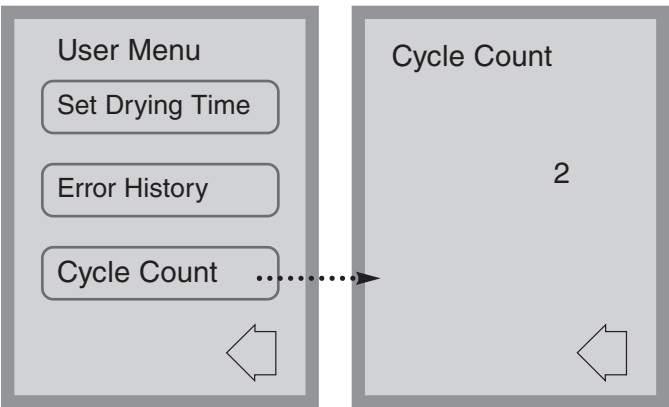 User Menu
Set Drying Time
Error History
Cycle Count
Cycle Count
2